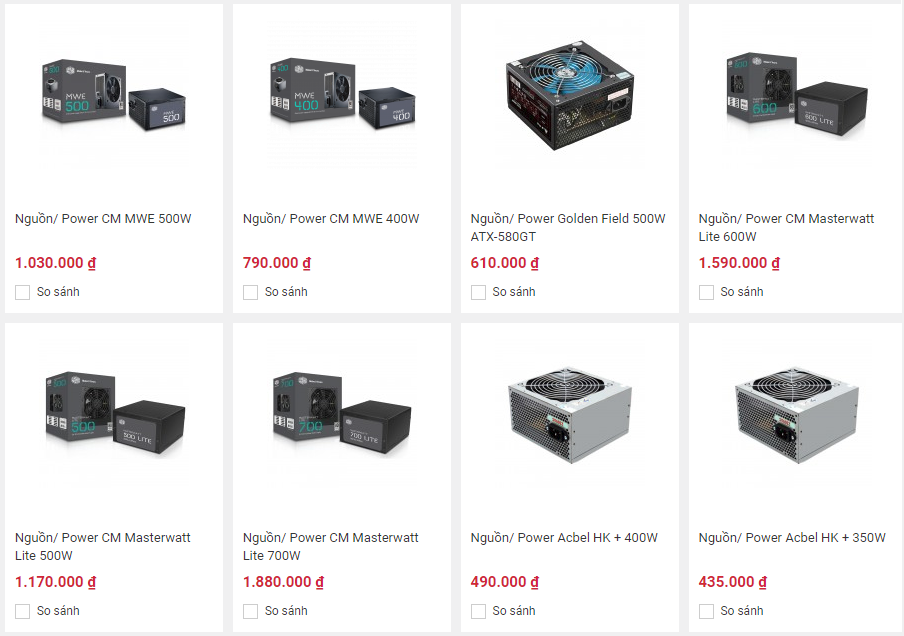 MWE
500
MWE
500
MWE
400
MWE
400
600
600 LITE
Nguồn/ Power CM MWE 500W
1.030.000 ₫
So sánh
Nguồn/ Power CM MWE 400W
790.000 ₫
So sánh
Nguồn/ Power Golden Field 500W
ATX-580GT
610.000 ₫
So sánh
Nguồn/ Power CM Masterwatt
Lite 600W
1.590.000 ₫
So sánh
500
500 LITE
700
700 LITE
Nguồn/ Power CM Masterwatt
Lite 500W
1.170.000 ₫
So sánh
Nguồn/ Power CM Masterwatt
Lite 700W
1.880.000 ₫
So sánh
Nguồn/ Power Acbel HK + 400W
490.000 ₫
So sánh
Nguồn/ Power Acbel HK + 350W
435.000 ₫
So sánh